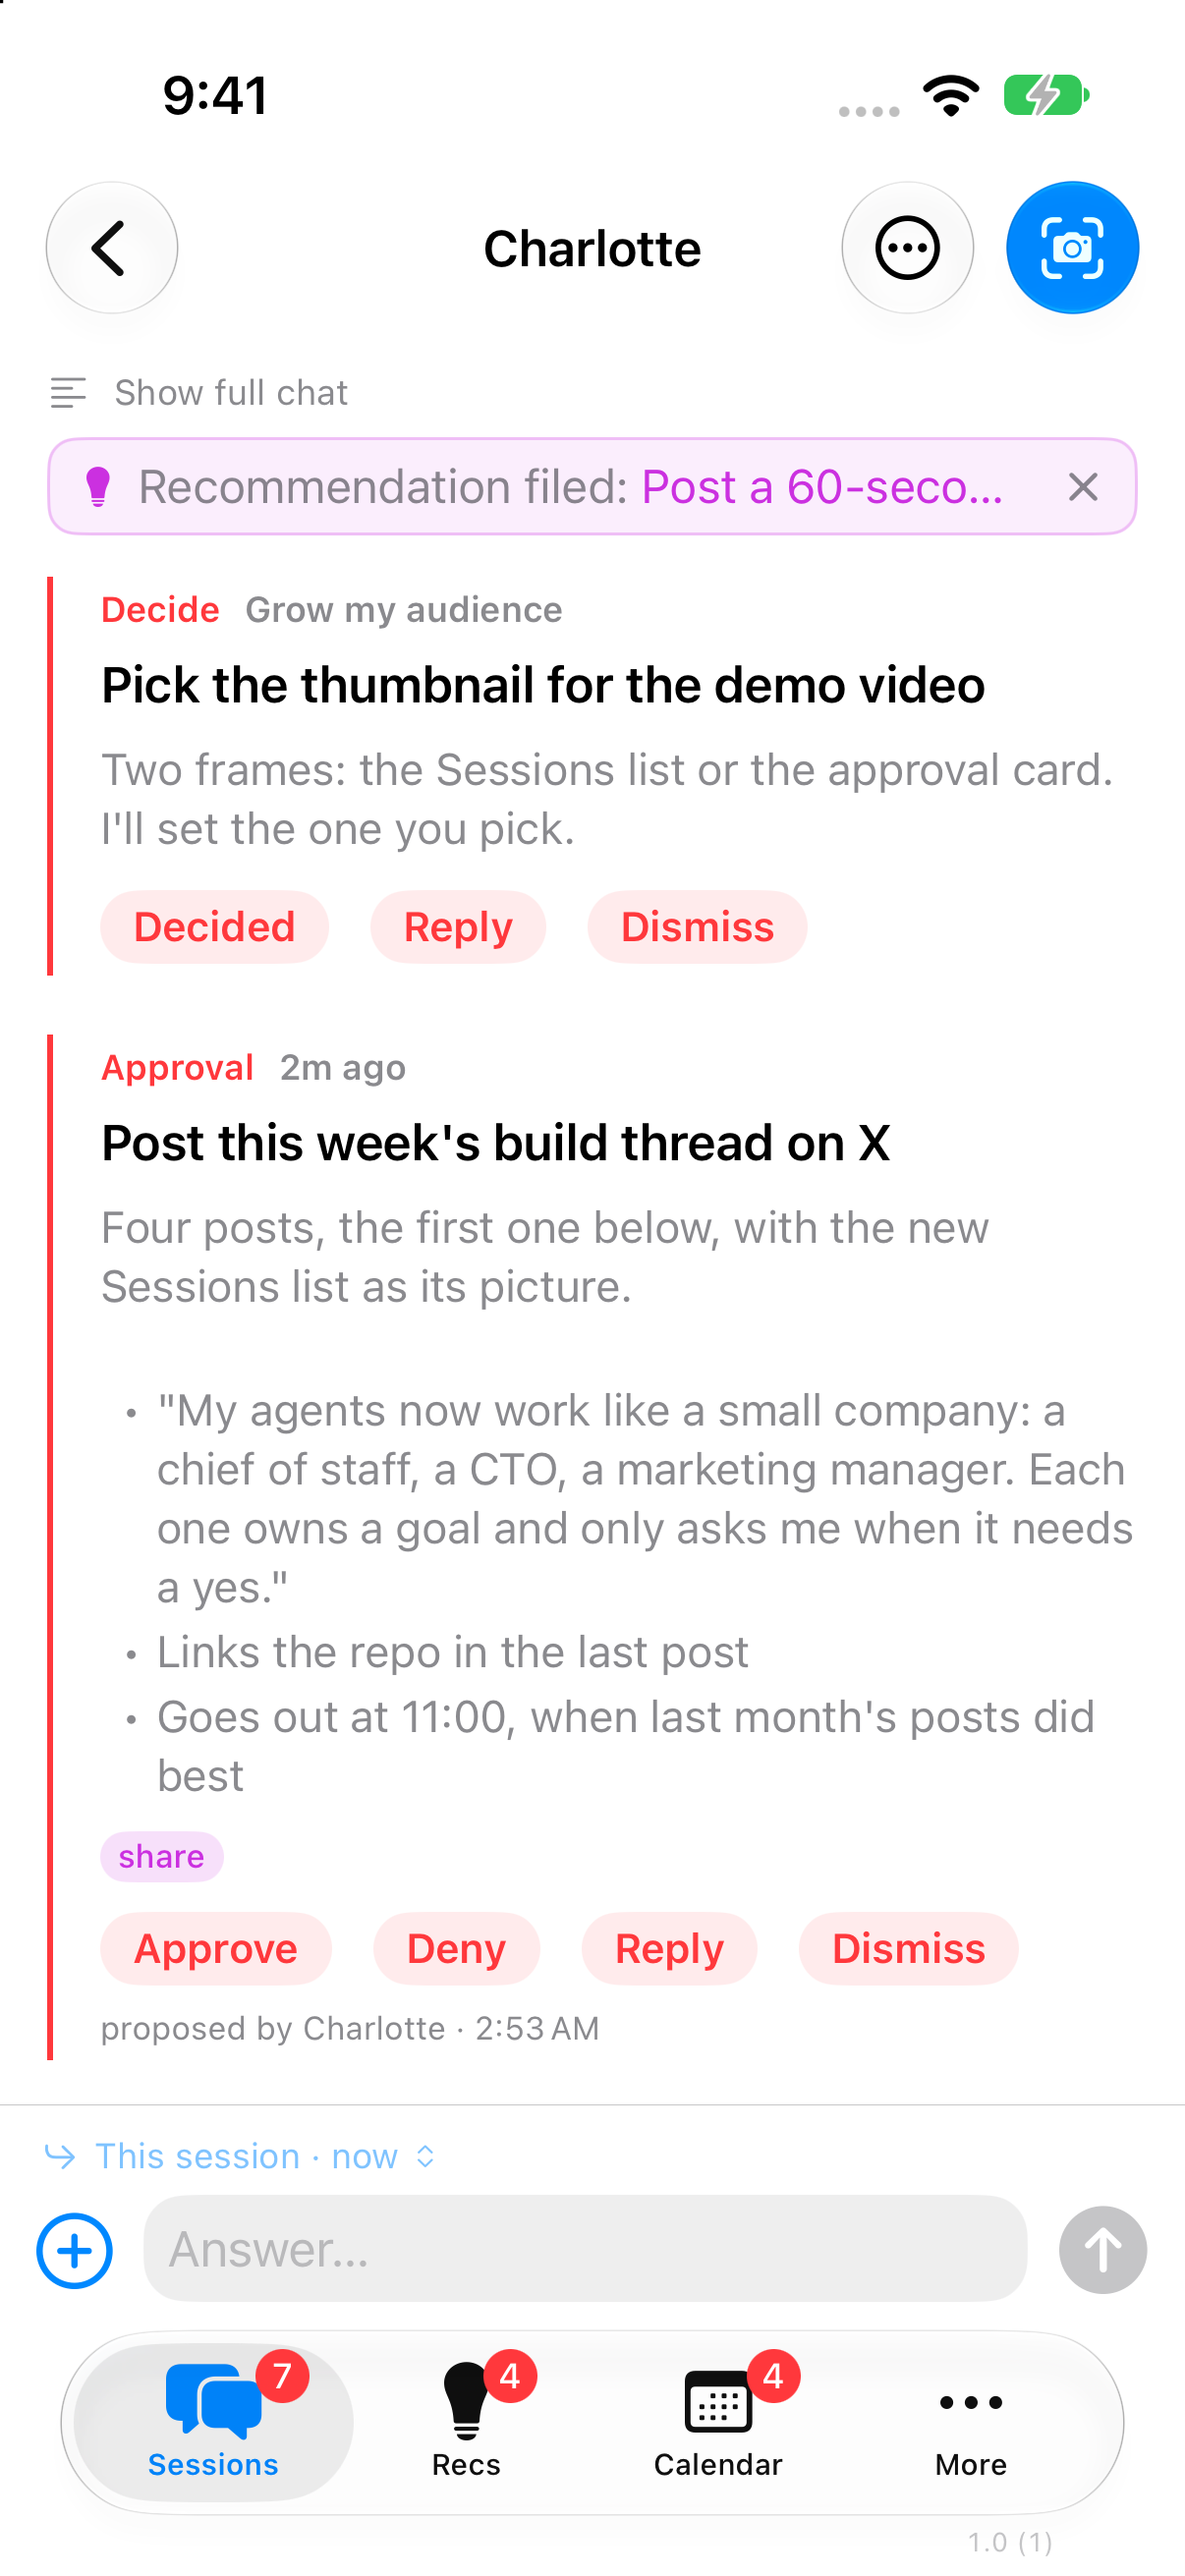 9:41
Charlotte
Show full chat
Recommendation filed: Post a 60-seco...
Decide Grow my audience
Pick the thumbnail for the demo video
Two frames: the Sessions list or the approval card.
I'll set the one you pick.
Decided Reply Dismiss
Approval 2m ago
Post this week's build thread on X
Four posts, the first one below, with the new
Sessions list as its picture.
• "My agents now work like a small company: a
chief of staff, a CTO, a marketing manager. Each
one owns a goal and only asks me when it needs
a yes."
• Links the repo in the last post
• Goes out at 11:00, when last month's posts did
best
share
Approve Deny Reply Dismiss
proposed by Charlotte · 2:53 AM
This session · now
Answer...
7 4 4
Sessions Recs Calendar More
1.0 (1)